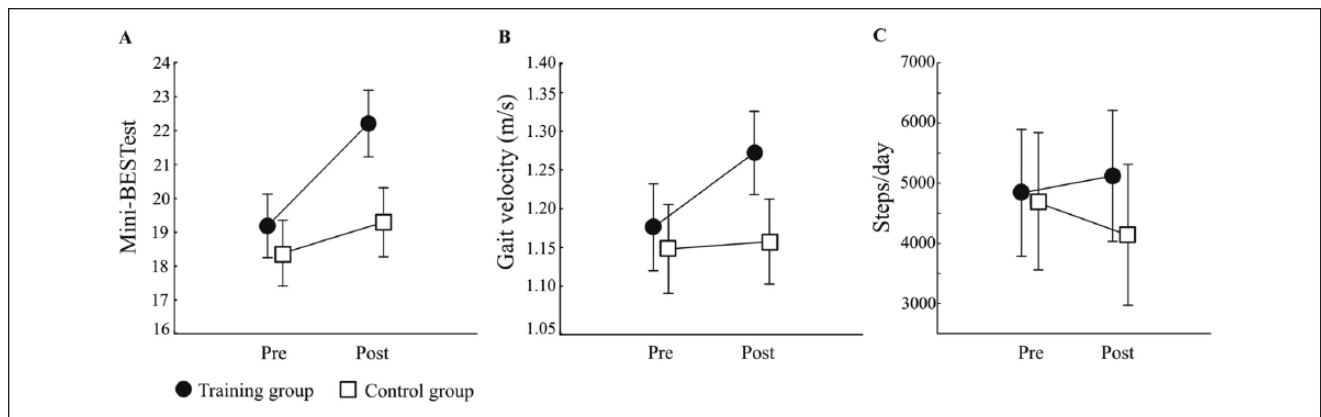 A
Mini-BESTest
24
23
22
21
20
19
18
17
16
Pre
Post
B
Gait velocity (m/s)
1.40
1.35
1.30
1.25
1.20
1.15
1.10
1.05
Pre
Post
C
Steps/day
7000
6000
5000
4000
3000
Pre
Post
Training group
Control group